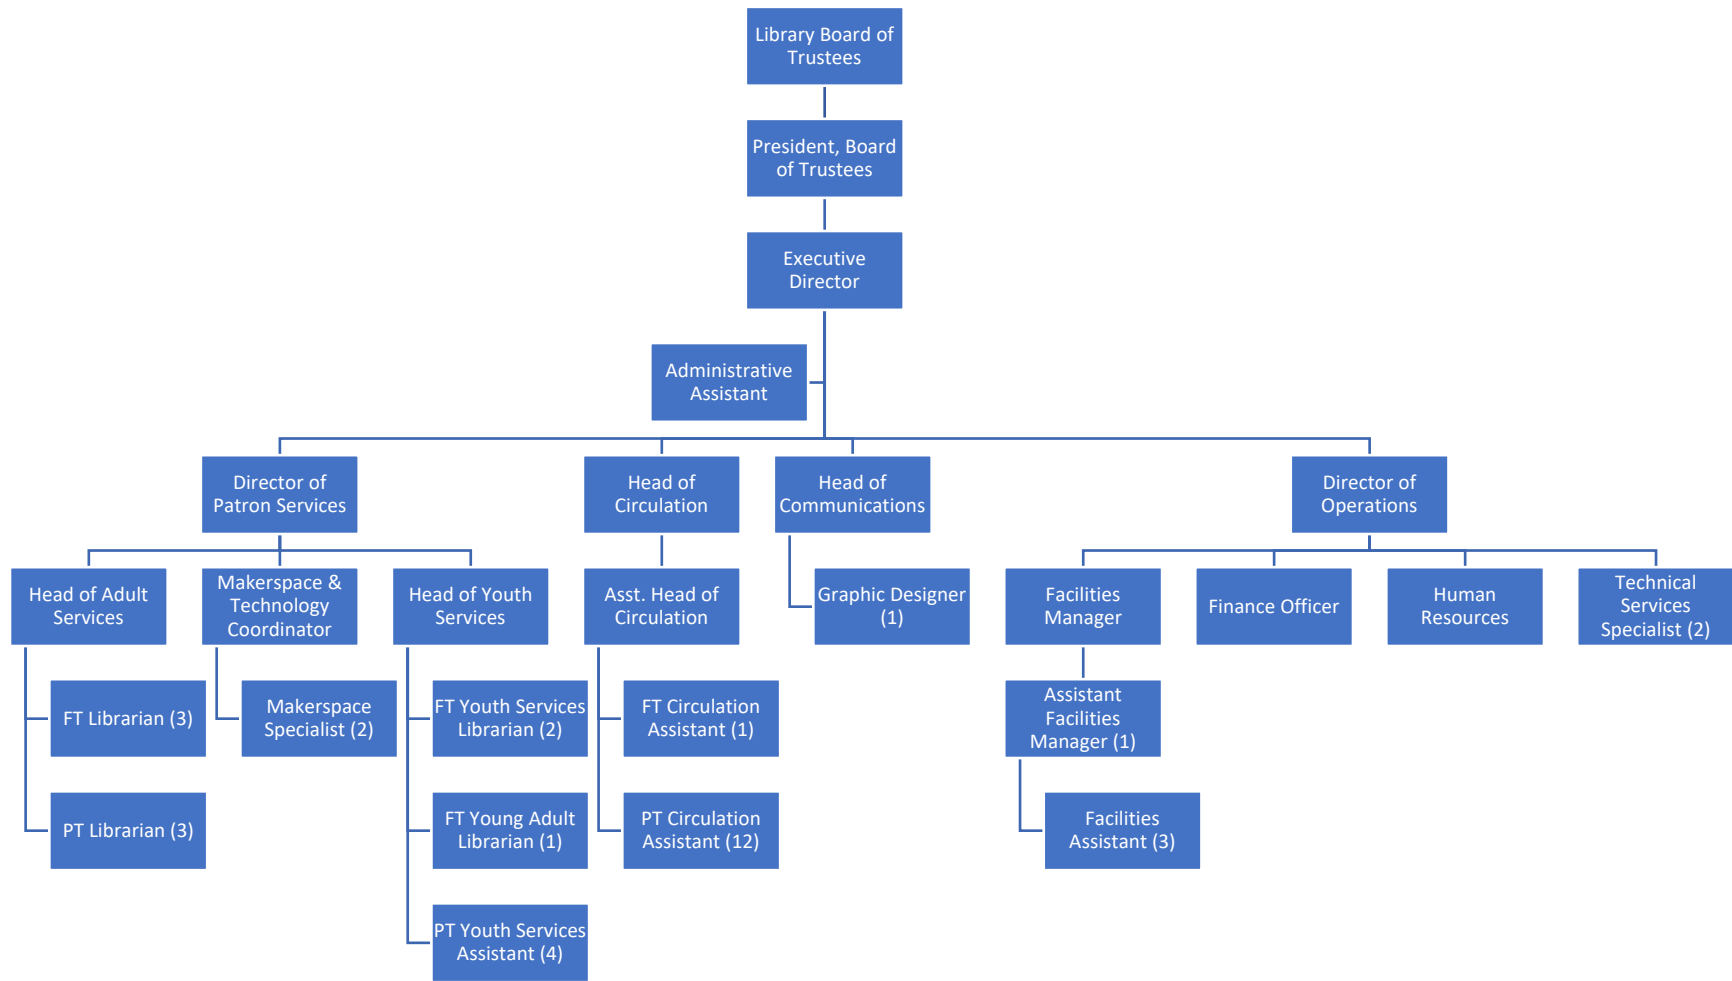 Library Board of
Trustees
President, Board
of Trustees
Executive
Director
Administrative
Assistant
Director of
Patron Services
Head of
Circulation
Head of
Communications
Director of
Operations
Head of Adult
Services
Makerspace &
Technology
Coordinator
Head of Youth
Services
Asst. Head of
Circulation
Graphic Designer
(1)
Facilities
Manager
Finance Officer
Human
Resources
Technical
Services
Specialist (2)
FT Librarian (3)
Makerspace
Specialist (2)
FT Youth Services
Librarian (2)
FT Circulation
Assistant (1)
Assistant
Facilities
Manager (1)
PT Librarian (3)
FT Young Adult
Librarian (1)
PT Circulation
Assistant (12)
Facilities
Assistant (3)
PT Youth Services
Assistant (4)